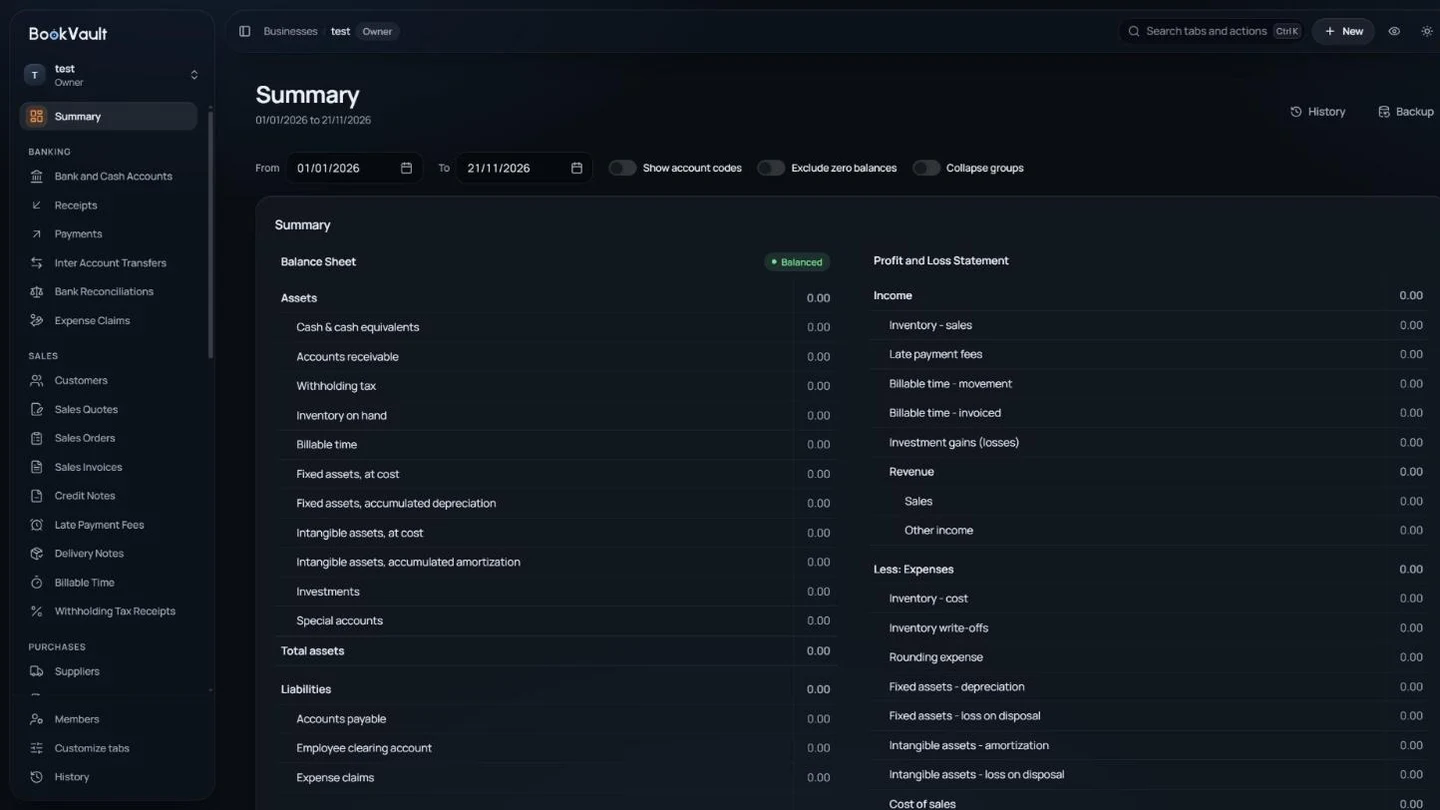 BookVault
T
test
Owner
Summary
BANKING
Bank and Cash Accounts
Receipts
Payments
Inter Account Transfers
Bank Reconciliations
Expense Claims
SALES
Customers
Sales Quotes
Sales Orders
Sales Invoices
Credit Notes
Late Payment Fees
Delivery Notes
Billable Time
Withholding Tax Receipts
PURCHASES
Suppliers
Members
Customize tabs
History
Businesses / test Owner
Search tabs and actions Ctrl K
+ New
Summary
01/01/2026 to 21/11/2026
History
Backup
From 01/01/2026 To 21/11/2026 Show account codes Exclude zero balances Collapse groups
Summary
Balance Sheet Balanced
Assets 0.00
Cash & cash equivalents 0.00
Accounts receivable 0.00
Withholding tax 0.00
Inventory on hand 0.00
Billable time 0.00
Fixed assets, at cost 0.00
Fixed assets, accumulated depreciation 0.00
Intangible assets, at cost 0.00
Intangible assets, accumulated amortization 0.00
Investments 0.00
Special accounts 0.00
Total assets 0.00
Liabilities 0.00
Accounts payable 0.00
Employee clearing account 0.00
Expense claims 0.00
Profit and Loss Statement
Income 0.00
Inventory - sales 0.00
Late payment fees 0.00
Billable time - movement 0.00
Billable time - invoiced 0.00
Investment gains (losses) 0.00
Revenue 0.00
Sales 0.00
Other income 0.00
Less: Expenses 0.00
Inventory - cost 0.00
Inventory write-offs 0.00
Rounding expense 0.00
Fixed assets - depreciation 0.00
Fixed assets - loss on disposal 0.00
Intangible assets - amortization 0.00
Intangible assets - loss on disposal 0.00
Cost of sales 0.00